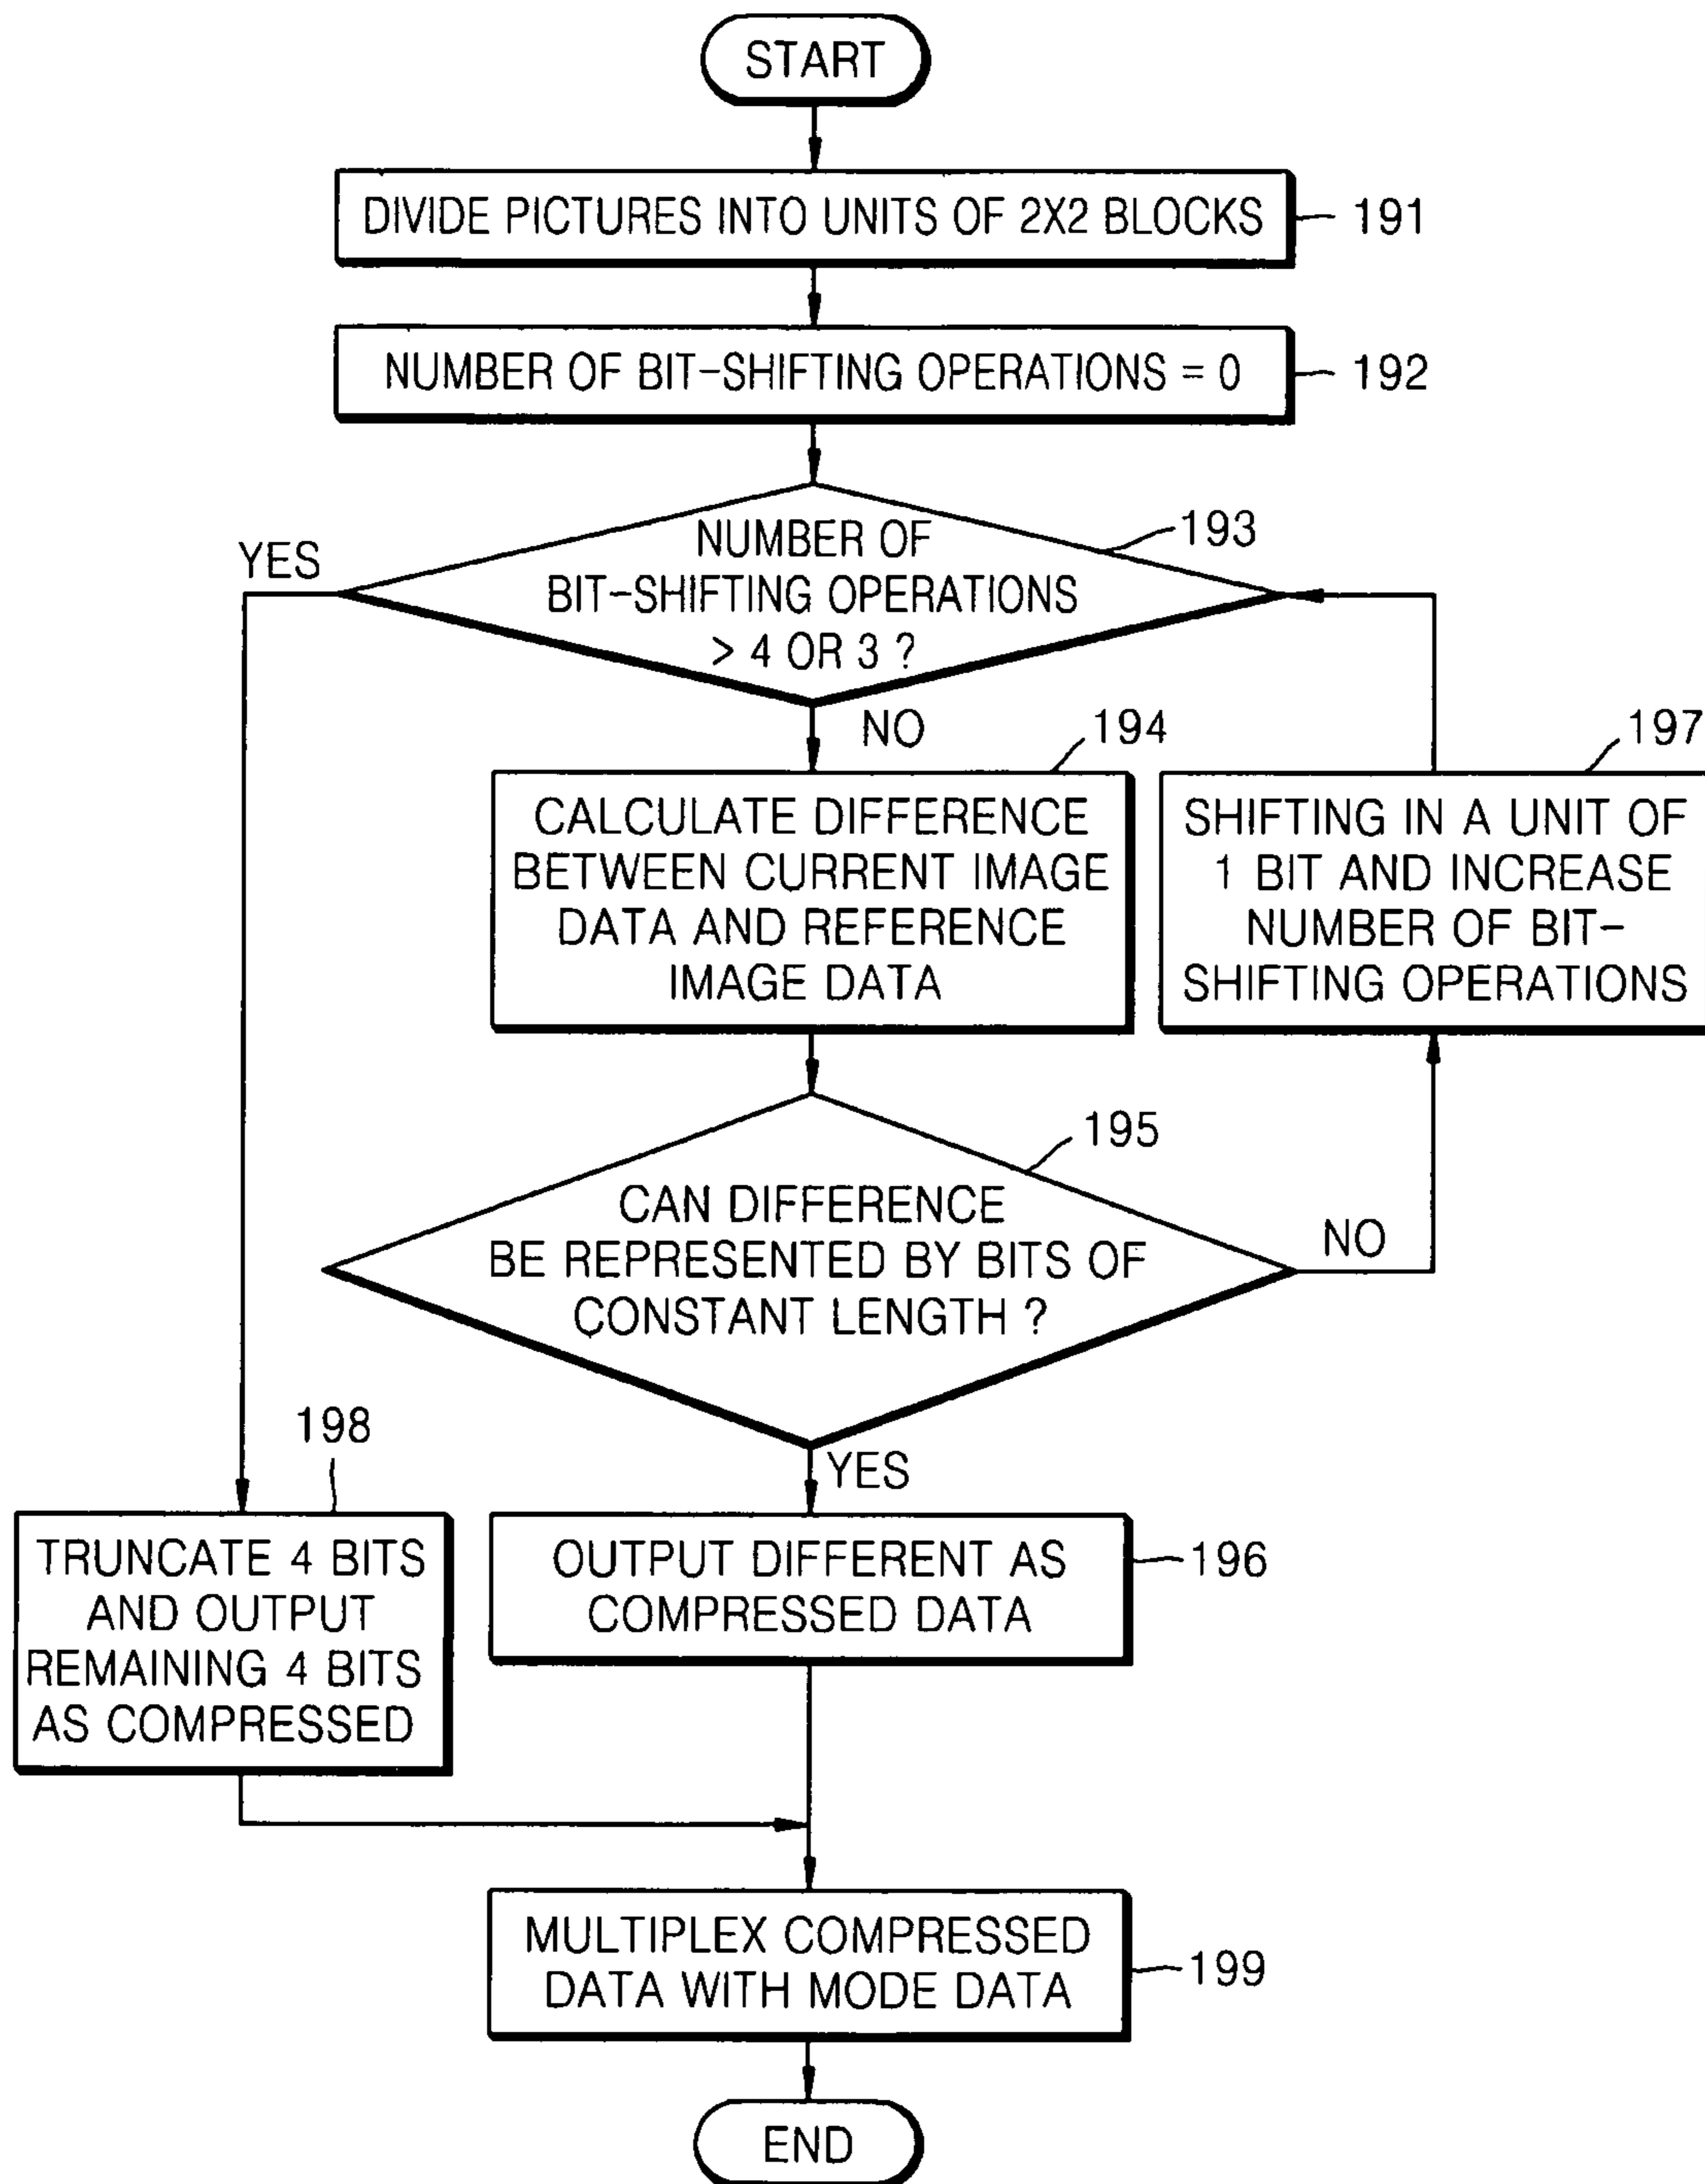 START
DIVIDE PICTURES INTO UNITS OF 2X2 BLOCKS
191
NUMBER OF BIT-SHIFTING OPERATIONS = 0
192
NUMBER OF
BIT-SHIFTING OPERATIONS
> 4 OR 3 ?
193
YES
NO
194
CALCULATE DIFFERENCE
BETWEEN CURRENT IMAGE
DATA AND REFERENCE
IMAGE DATA
197
SHIFTING IN A UNIT OF
1 BIT AND INCREASE
NUMBER OF BIT-
SHIFTING OPERATIONS
195
CAN DIFFERENCE
BE REPRESENTED BY BITS OF
CONSTANT LENGTH ?
NO
YES
198
TRUNCATE 4 BITS
AND OUTPUT
REMAINING 4 BITS
AS COMPRESSED
OUTPUT DIFFERENT AS
COMPRESSED DATA
196
MULTIPLEX COMPRESSED
DATA WITH MODE DATA
199
END